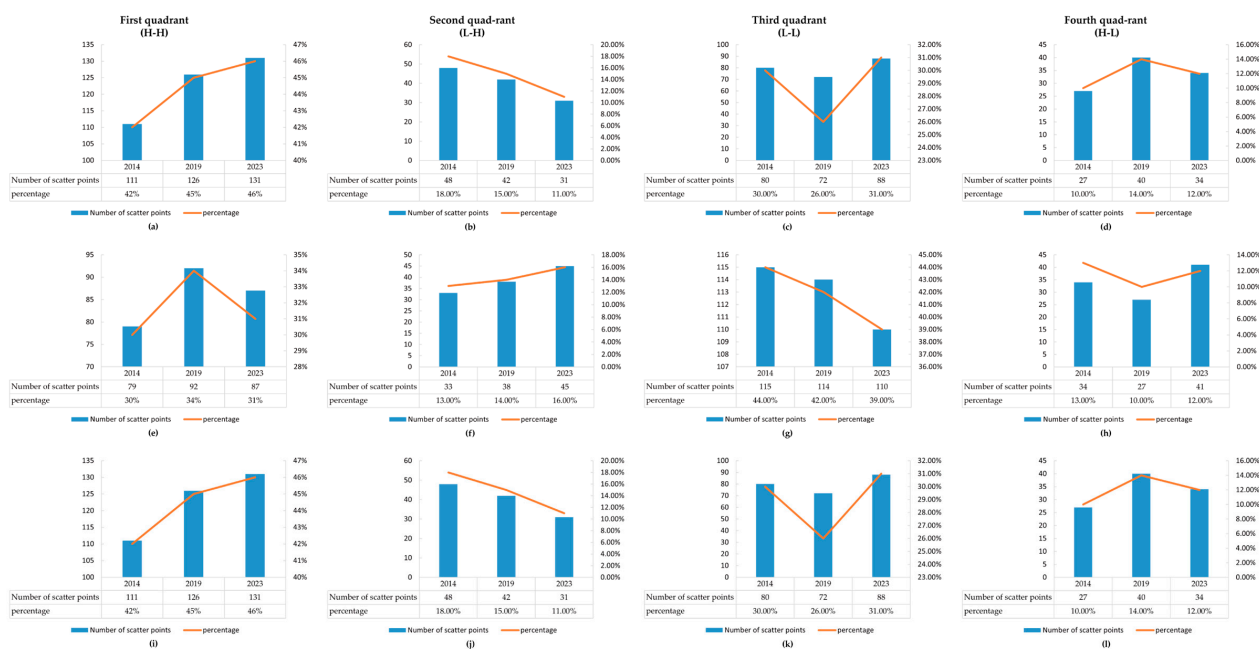 First quadrant Second quad-rant Third quadrant Fourth quad-rant
(H-H) (L-H) (L-L) (H-L)
135 47% 60 20.00% 100 32.00% 45 16.00%
130 46% 50 18.00% 90 31.00% 40 14.00%
125 45% 40 16.00% 80 30.00% 35 12.00%
120 44% 30 14.00% 70 29.00% 30 10.00%
115 43% 20 12.00% 60 28.00% 25 8.00%
110 42% 10 10.00% 50 27.00% 20 6.00%
105 41% 0 8.00% 40 26.00% 15 4.00%
100 40% 6.00% 30 25.00% 10 2.00%
4.00% 20 24.00% 5 0.00%
2.00% 10 23.00% 0
0.00% 0
2014 2019 2023 2014 2019 2023 2014 2019 2023 2014 2019 2023
Number of scatter points 111 126 131 Number of scatter points 48 42 31 Number of scatter points 80 72 88 Number of scatter points 27 40 34
percentage 42% 45% 46% percentage 18.00% 15.00% 11.00% percentage 30.00% 26.00% 31.00% percentage 10.00% 14.00% 12.00%
Number of scatter points percentage Number of scatter points percentage Number of scatter points percentage Number of scatter points percentage
(a) (b) (c) (d)
95 35% 50 18.00% 116 45.00% 45 14.00%
90 34% 45 16.00% 115 44.00% 40 12.00%
85 33% 40 14.00% 114 43.00% 35 10.00%
80 32% 35 12.00% 113 42.00% 30 8.00%
75 31% 30 10.00% 112 41.00% 25 6.00%
70 30% 25 8.00% 111 40.00% 20 4.00%
29% 20 6.00% 110 39.00% 15 2.00%
28% 15 4.00% 109 38.00% 10 0.00%
10 2.00% 108 37.00% 5
5 0.00% 107 36.00% 0
0
2014 2019 2023 2014 2019 2023 2014 2019 2023 2014 2019 2023
Number of scatter points 79 92 87 Number of scatter points 33 38 45 Number of scatter points 115 114 110 Number of scatter points 34 27 41
percentage 30% 34% 31% percentage 13.00% 14.00% 16.00% percentage 44.00% 42.00% 39.00% percentage 13.00% 10.00% 12.00%
Number of scatter points percentage Number of scatter points percentage Number of scatter points percentage Number of scatter points percentage
(e) (f) (g) (h)
135 47% 60 20.00% 100 32.00% 45 16.00%
130 46% 50 18.00% 90 31.00% 40 14.00%
125 45% 40 16.00% 80 30.00% 35 12.00%
120 44% 30 14.00% 70 29.00% 30 10.00%
115 43% 20 12.00% 60 28.00% 25 8.00%
110 42% 10 10.00% 50 27.00% 20 6.00%
105 41% 0 8.00% 40 26.00% 15 4.00%
100 40% 6.00% 30 25.00% 10 2.00%
4.00% 20 24.00% 5 0.00%
2.00% 10 23.00% 0
0.00% 0
2014 2019 2023 2014 2019 2023 2014 2019 2023 2014 2019 2023
Number of scatter points 111 126 131 Number of scatter points 48 42 31 Number of scatter points 80 72 88 Number of scatter points 27 40 34
percentage 42% 45% 46% percentage 18.00% 15.00% 11.00% percentage 30.00% 26.00% 31.00% percentage 10.00% 14.00% 12.00%
Number of scatter points percentage Number of scatter points percentage Number of scatter points percentage Number of scatter points percentage
(i) (j) (k) (l)